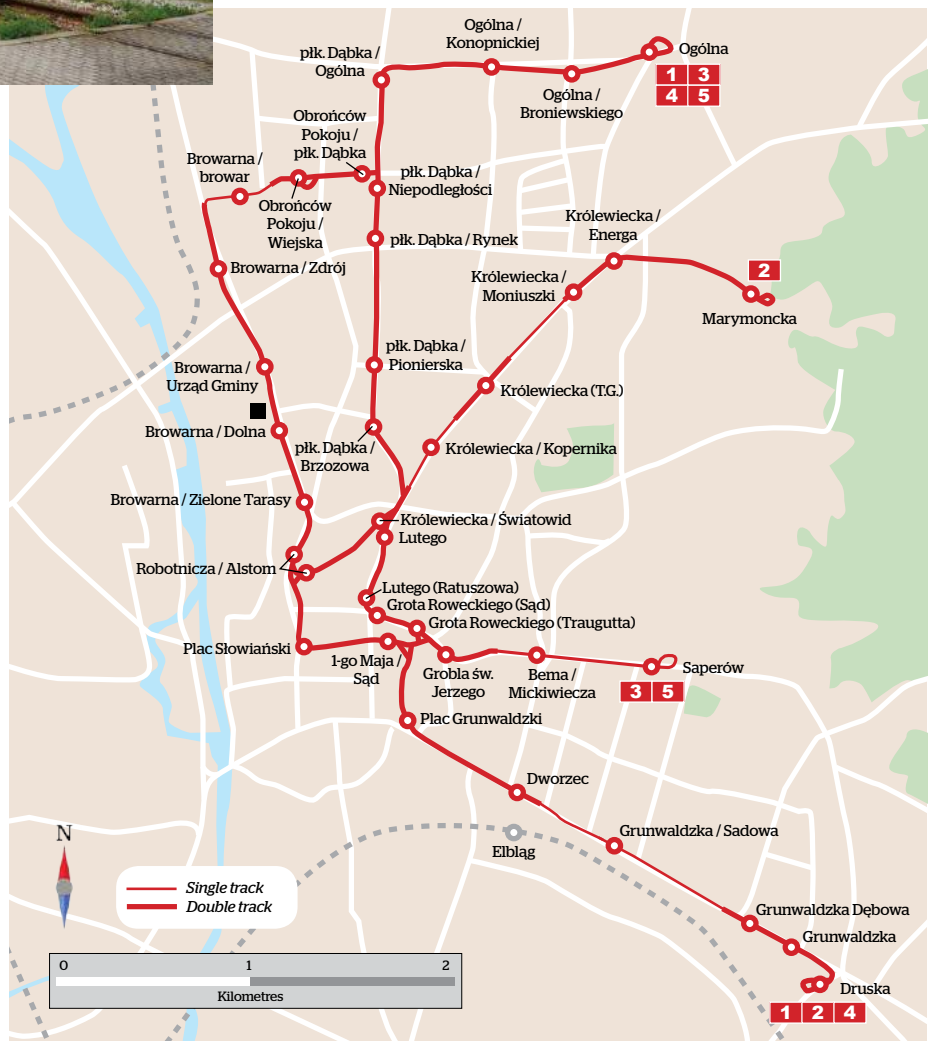 Ogólna /
Konopnickiej
płk. Dąbka /
Ogólna
Ogólna
1 3
4 5
Ogólna /
Broniewskiego
Obrońców
Pokoju /
płk. Dąbka
Browarna /
browar
płk. Dąbka /
Niepodległości
Obrońców
Pokoju /
Wiejska
Królewiecka /
Energa
płk. Dąbka / Rynek
Browarna / Zdrój
2
Królewiecka /
Moniuszki
Marymoncka
płk. Dąbka /
Pionierska
Browarna /
Urząd Gminy
Królewiecka (T.G.)
Browarna / Dolna
płk. Dąbka /
Brzozowa
Królewiecka / Kopernika
Browarna / Zielone Tarasy
Królewiecka / Światowid
Lutego
Robotnicza / Alstom
Lutego (Ratuszowa)
Grota Roweckiego (Sąd)
Grota Roweckiego (Traugutta)
Plac Słowiański
1-go Maja /
Sąd
Grobla św.
Jerzego
Bema /
Mickiwiecza
Saperów
3 5
Plac Grunwaldzki
Dworzec
N
Elbląg
Grunwaldzka / Sadowa
Single track
Double track
Grunwaldzka Dębowa
Grunwaldzka
0 1 2
Kilometres
Druska
1 2 4